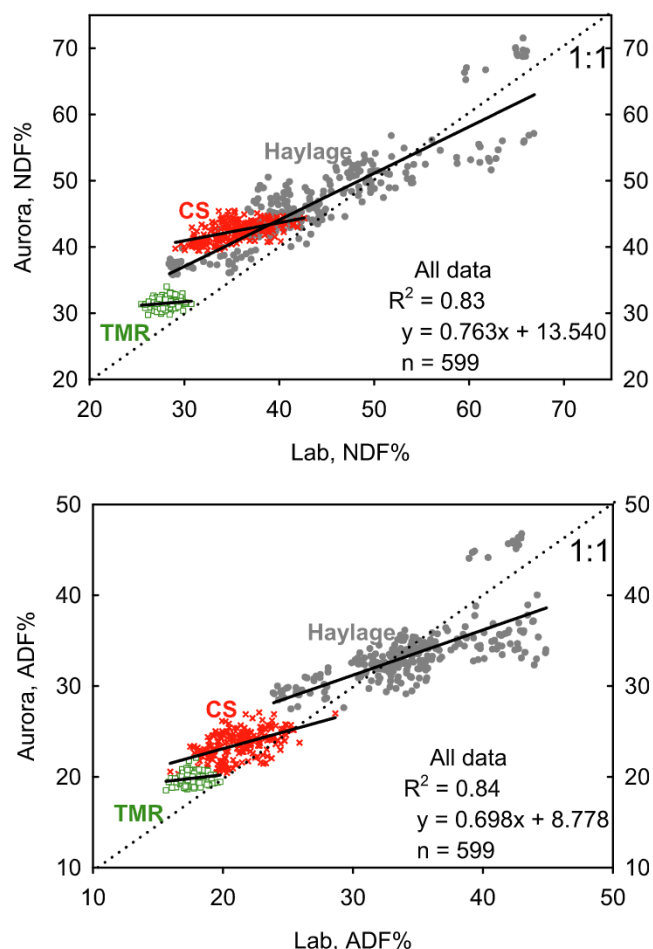 70
60
50
40
30
20
70
60
50
40
30
20
1:1
Haylage
CS
TMR
All data
R² = 0.83
y = 0.763x + 13.540
n = 599
20 30 40 50 60 70
Lab, NDF%
Aurora, NDF%
50
40
30
20
10
50
40
30
20
10
1:1
Haylage
CS
TMR
All data
R² = 0.84
y = 0.698x + 8.778
n = 599
10 20 30 40 50
Lab. ADF%
Aurora, ADF%